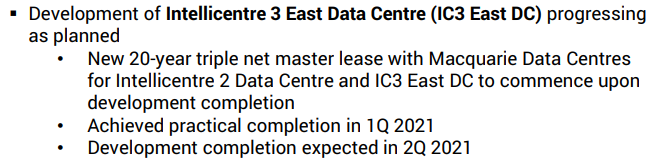 ▪ Development of Intellicentre 3 East Data Centre (IC3 East DC) progressing
as planned
• New 20-year triple net master lease with Macquarie Data Centres
for Intellicentre 2 Data Centre and IC3 East DC to commence upon
development completion
• Achieved practical completion in 1Q 2021
• Development completion expected in 2Q 2021